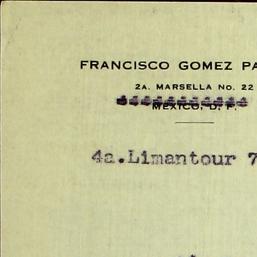 FRANCISCO GOMEZ PA
2A. MARSELLA NO. 22
MEXICO, D. F.
4a.Limantour 7